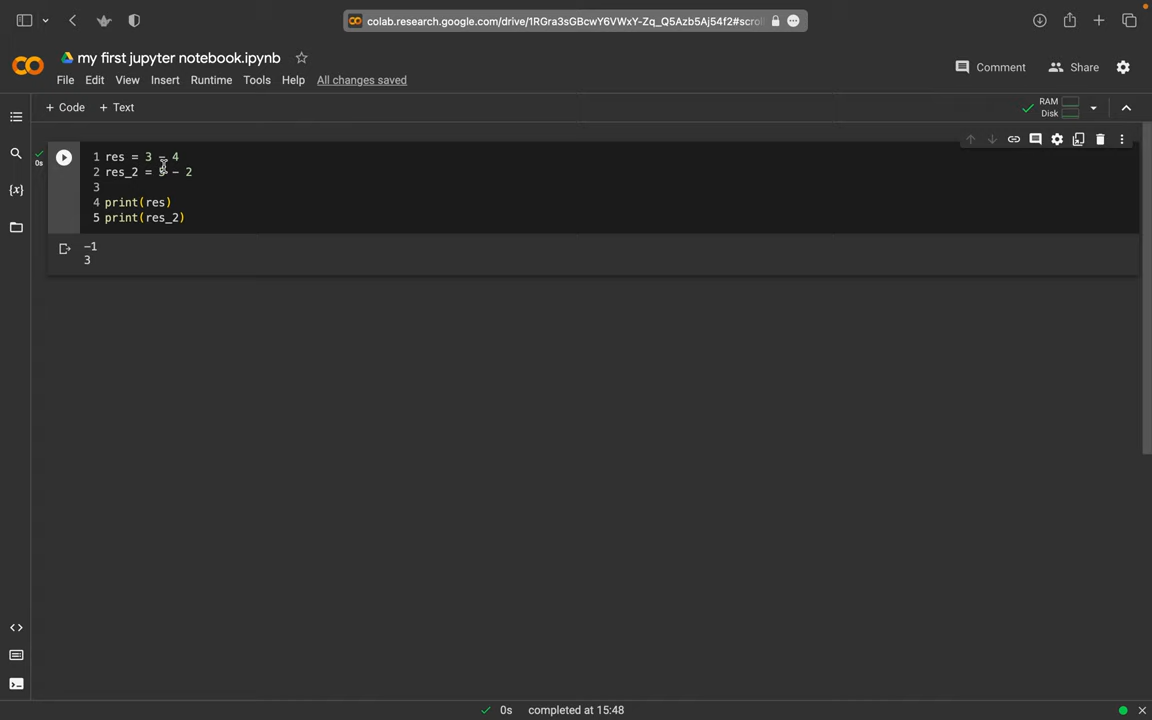 colab.research.google.com/drive/1RGra3sGBcwY6VWxY-Zq_Q5Azb5Aj54f2#scroll
my first jupyter notebook.ipynb
File Edit View Insert Runtime Tools Help All changes saved
Comment Share
+ Code + Text
RAM
Disk
1 res = 3 - 4
0s
2 res_2 = 5 - 2
3
4 print(res)
5 print(res_2)
-1
3
{x}
0s completed at 15:48